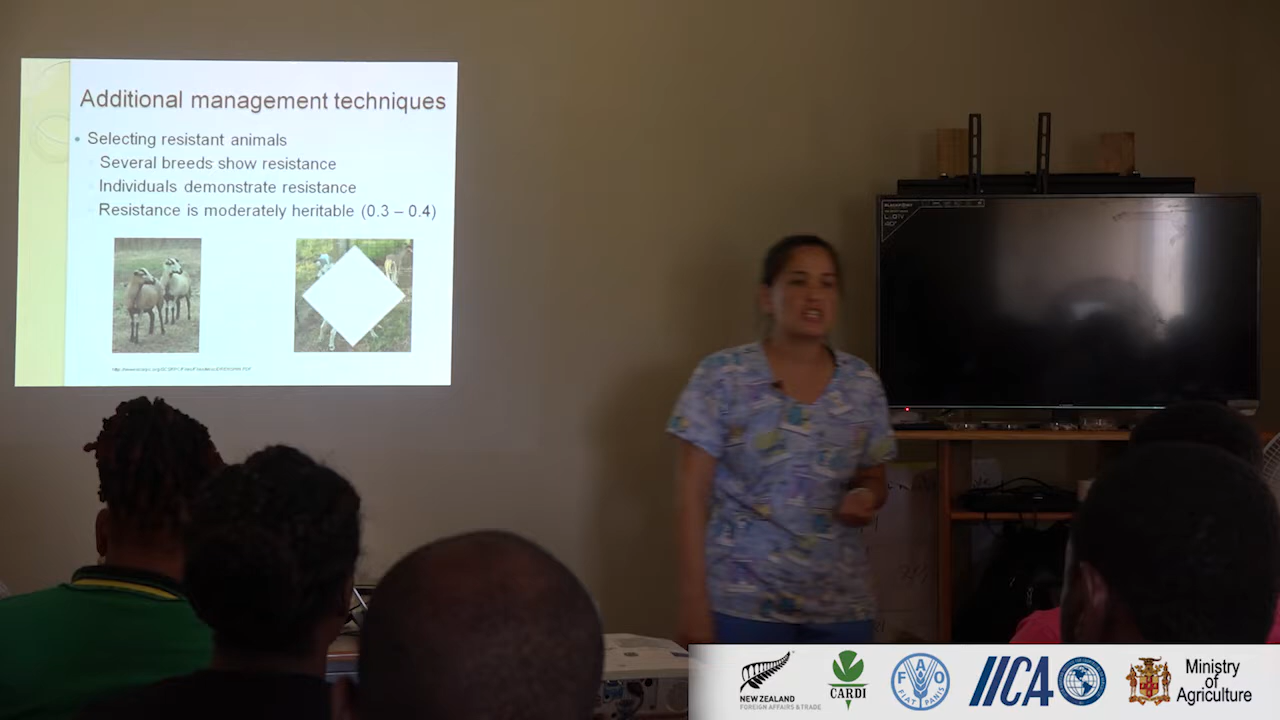 Additional management techniques
Selecting resistant animals
Several breeds show resistance
Individuals demonstrate resistance
Resistance is moderately heritable (0.3 – 0.4)
NEW ZEALAND
FOREIGN AFFAIRS & TRADE
CARDI
FAO
FIAT PANIS
IICA
Ministry
of
Agriculture